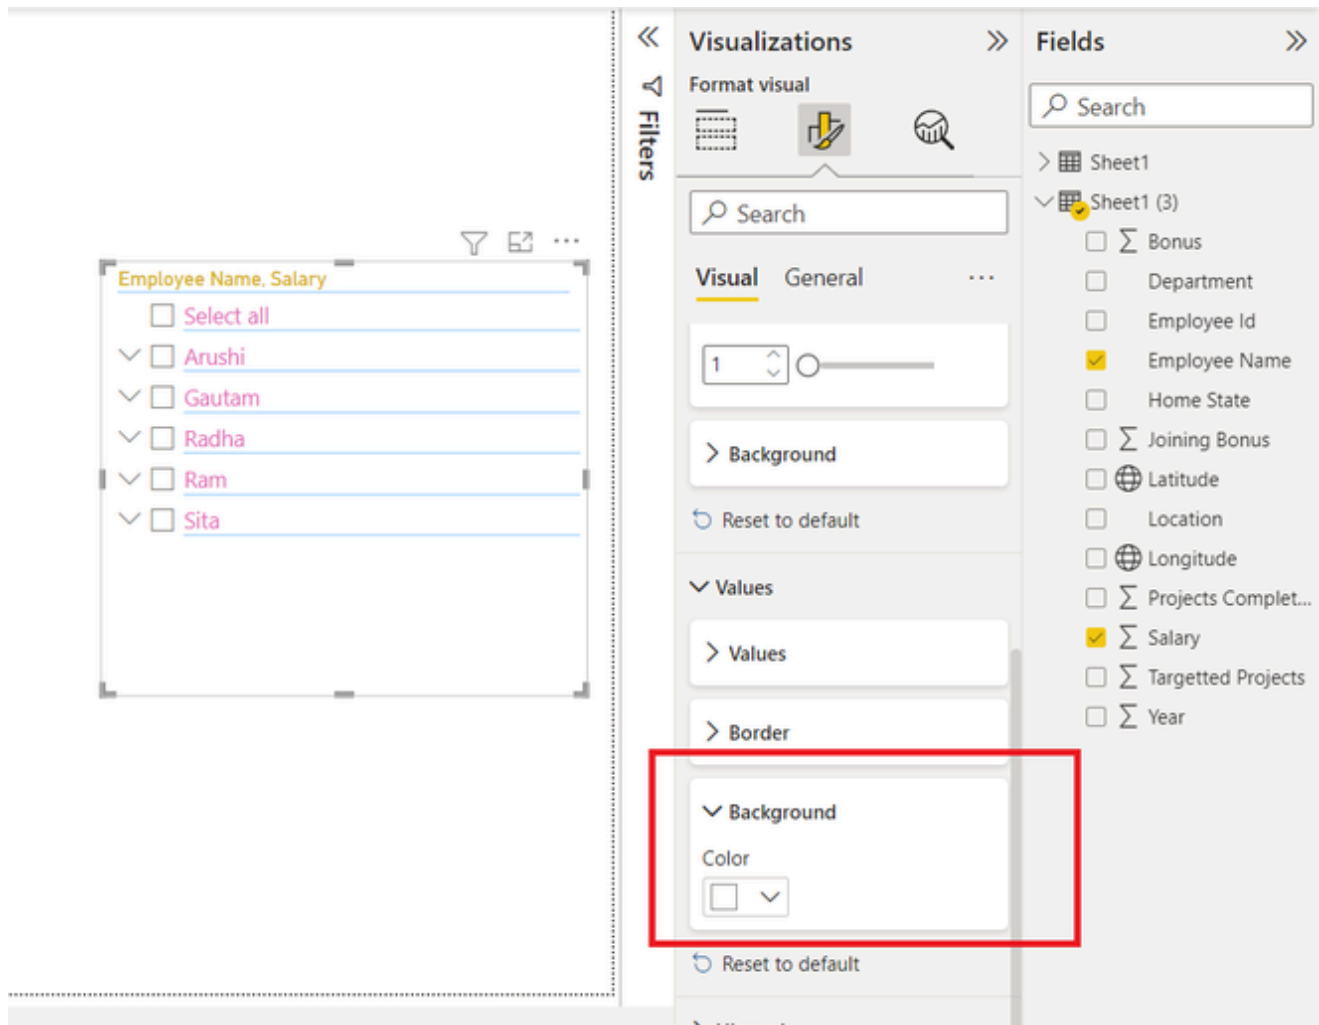 Employee Name, Salary
Select all
Arushi
Gautam
Radha
Ram
Sita
Filters
Visualizations
Format visual
Search
Visual General
1
Background
Reset to default
Values
Values
Border
Background
Color
Reset to default
Fields
Search
Sheet1
Sheet1 (3)
Σ Bonus
Department
Employee Id
Employee Name
Home State
Σ Joining Bonus
Latitude
Location
Longitude
Σ Projects Complet...
Σ Salary
Σ Targetted Projects
Σ Year